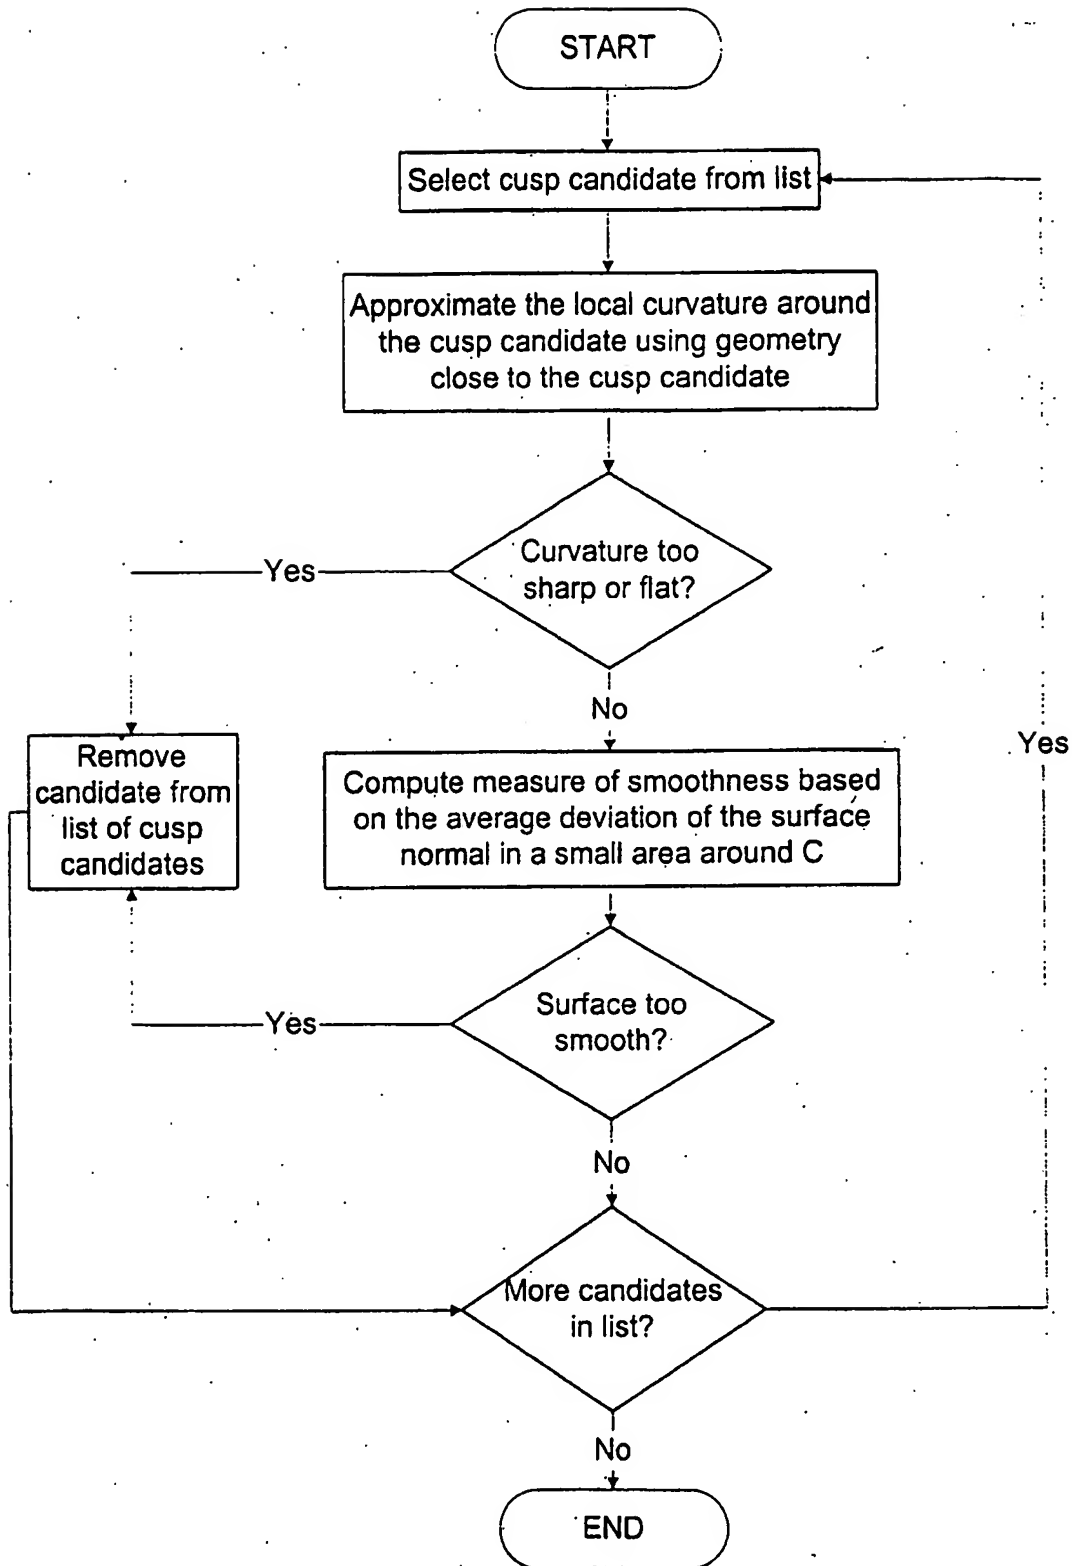 START
Select cusp candidate from list
Approximate the local curvature around
the cusp candidate using geometry
close to the cusp candidate
Curvature too
sharp or flat?
Yes
No
Remove
candidate from
list of cusp
candidates
Compute measure of smoothness based
on the average deviation of the surface
normal in a small area around C
Yes
Surface too
smooth?
Yes
No
More candidates
in list?
No
END